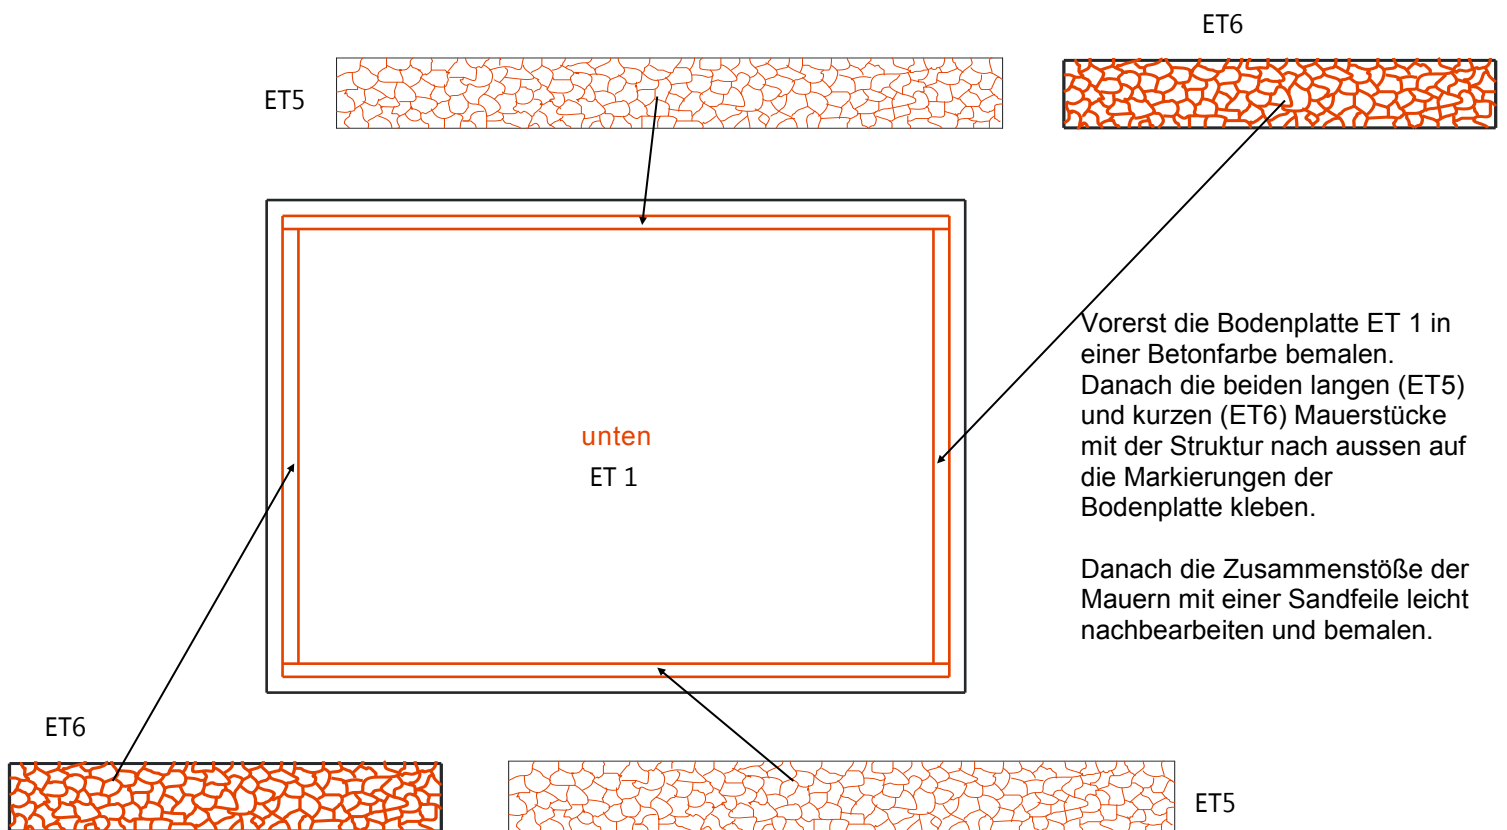 ET6
ET5
Vorerst die Bodenplatte ET 1 in
einer Betonfarbe bemalen.
Danach die beiden langen (ET5)
und kurzen (ET6) Mauerstücke
mit der Struktur nach aussen auf
die Markierungen der
Bodenplatte kleben.
Danach die Zusammenstöße der
Mauern mit einer Sandfeile leicht
nachbearbeiten und bemalen.
unten
ET 1
ET6
ET5